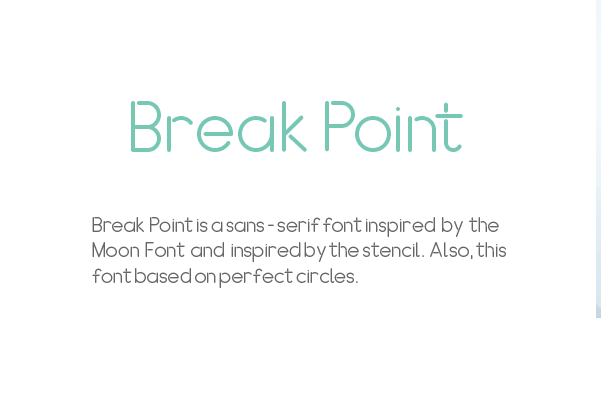 Break Point
Break Point is a sans-serif font inspired by the
Moon Font and inspired by the stencil. Also, this
font based on perfect circles.